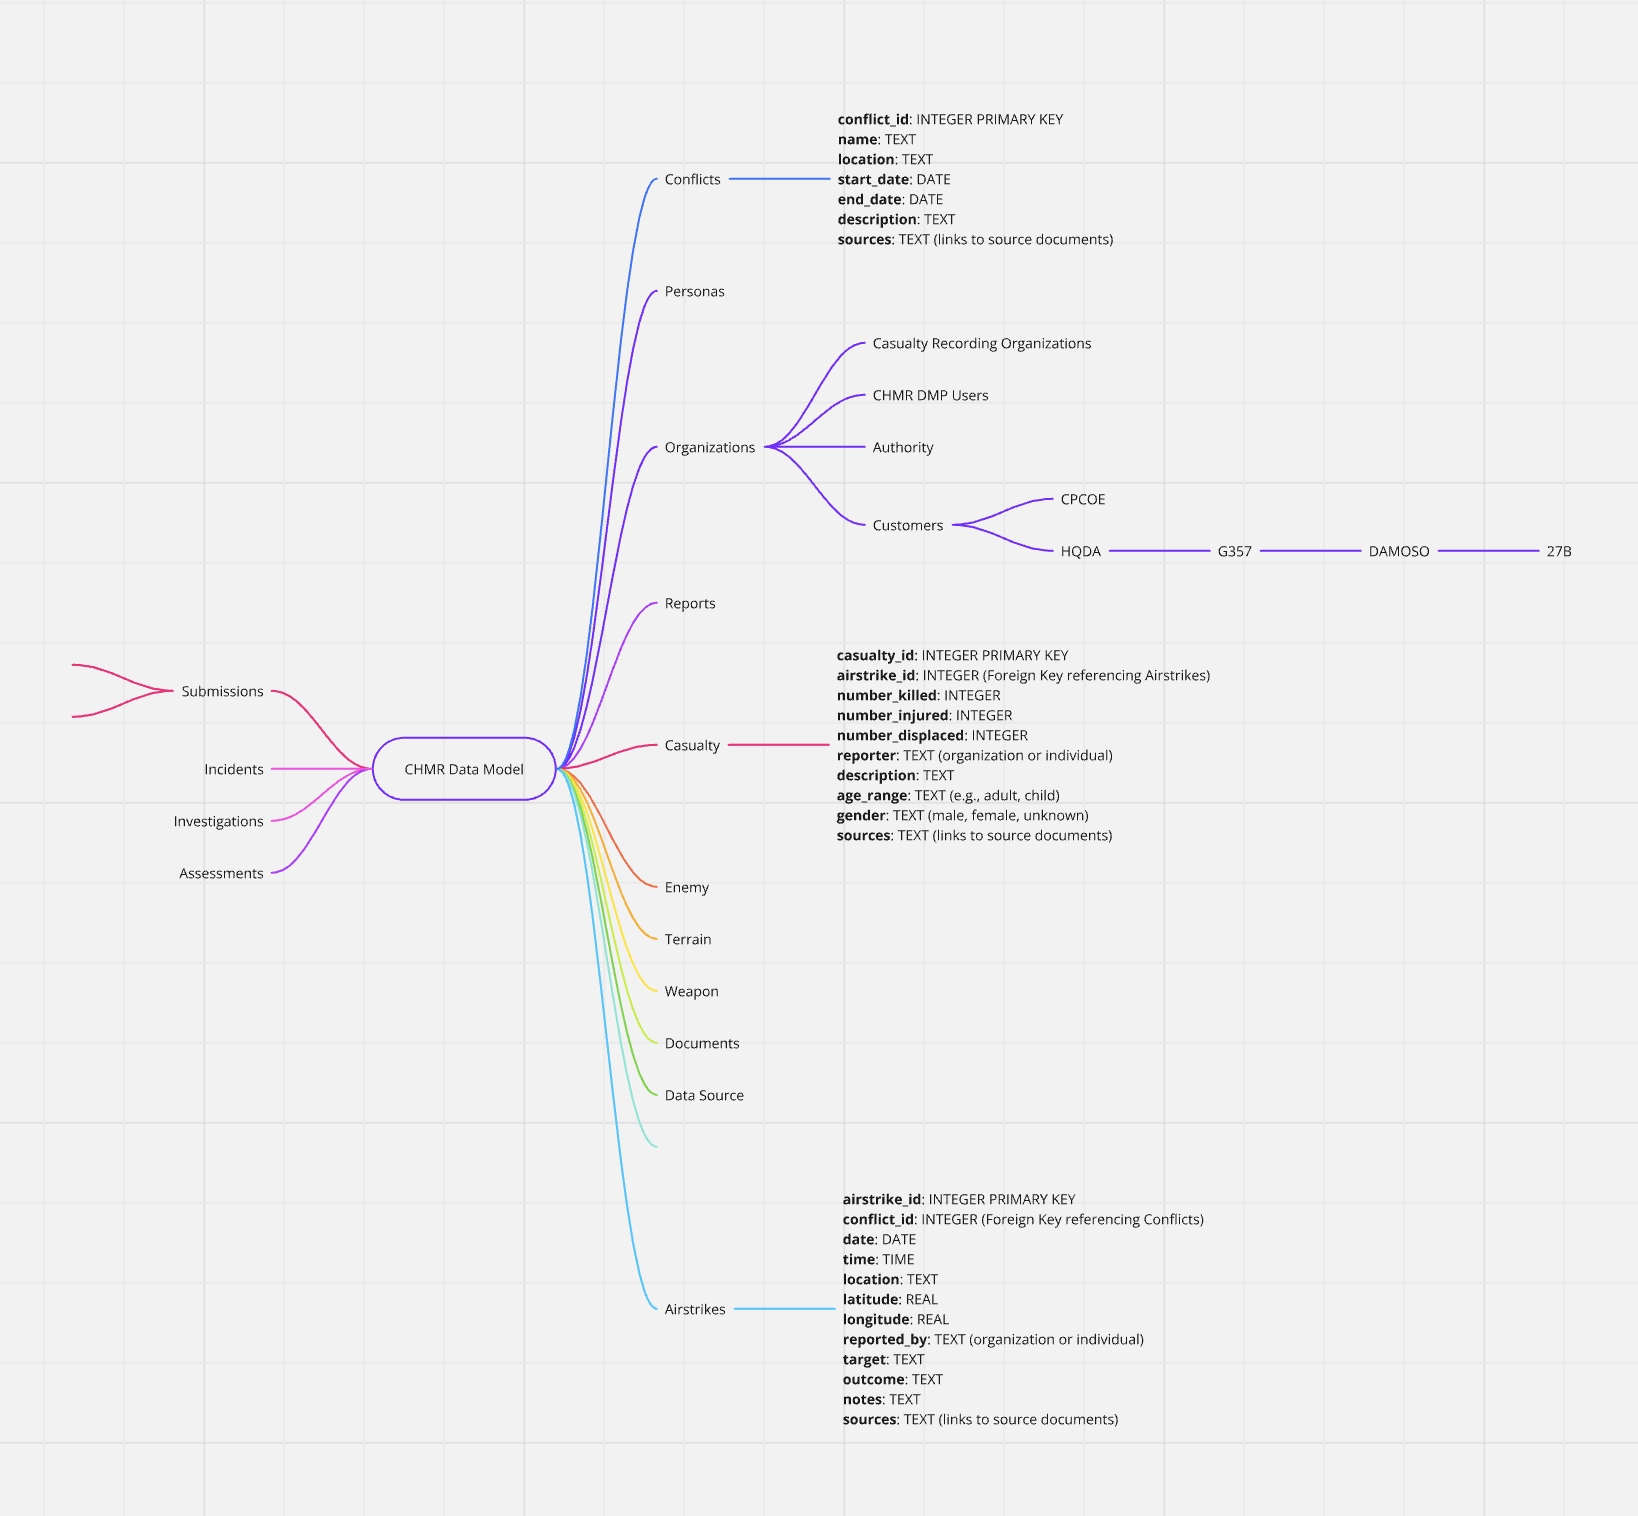 conflict_id: INTEGER PRIMARY KEY
name: TEXT
location: TEXT
start_date: DATE
end_date: DATE
description: TEXT
sources: TEXT (links to source documents)
Conflicts
Personas
Casualty Recording Organizations
CHMR DMP Users
Organizations
Authority
Customers
CPCOE
HQDA
G357
DAMOSO
27B
Reports
casualty_id: INTEGER PRIMARY KEY
airstrike_id: INTEGER (Foreign Key referencing Airstrikes)
number_killed: INTEGER
number_injured: INTEGER
number_displaced: INTEGER
reporter: TEXT (organization or individual)
description: TEXT
age_range: TEXT (e.g., adult, child)
gender: TEXT (male, female, unknown)
sources: TEXT (links to source documents)
Casualty
Submissions
Incidents
CHMR Data Model
Investigations
Assessments
Enemy
Terrain
Weapon
Documents
Data Source
Airstrikes
airstrike_id: INTEGER PRIMARY KEY
conflict_id: INTEGER (Foreign Key referencing Conflicts)
date: DATE
time: TIME
location: TEXT
latitude: REAL
longitude: REAL
reported_by: TEXT (organization or individual)
target: TEXT
outcome: TEXT
notes: TEXT
sources: TEXT (links to source documents)